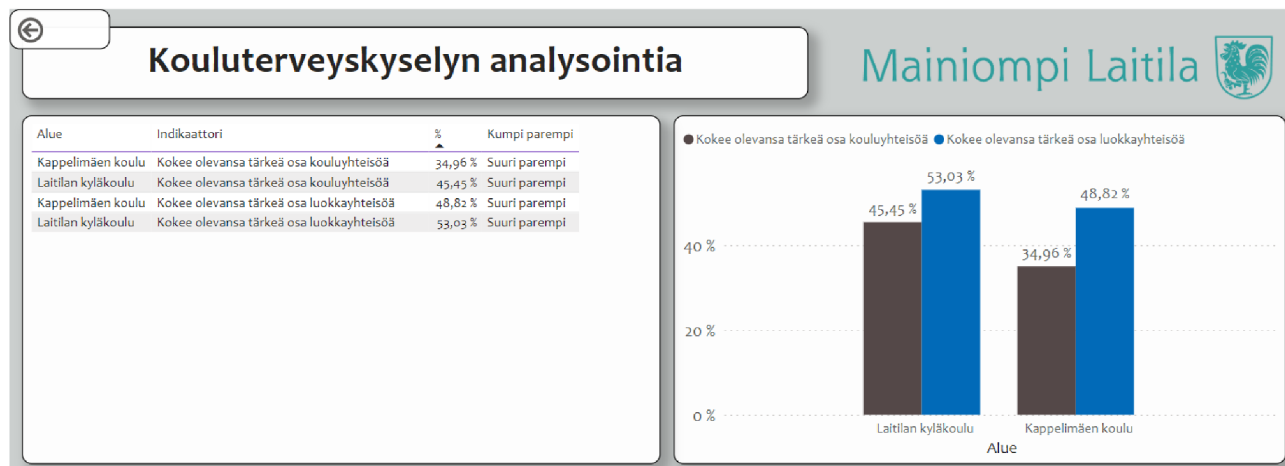 Kouluterveyskyselyn analysointia
Mainiompi Laitila
Alue Indikaattori % Kumpi parempi
Kappelimäen koulu Kokee olevansa tärkeä osa kouluyhteisöä 34,96 % Suuri parempi
Laitilan kyläkoulu Kokee olevansa tärkeä osa kouluyhteisöä 45,45 % Suuri parempi
Kappelimäen koulu Kokee olevansa tärkeä osa luokkayhteisöä 48,82 % Suuri parempi
Laitilan kyläkoulu Kokee olevansa tärkeä osa luokkayhteisöä 53,03 % Suuri parempi
Kokee olevansa tärkeä osa kouluyhteisöä Kokee olevansa tärkeä osa luokkayhteisöä
53,03 %
45,45 % 48,82 %
40 %
34,96 %
20 %
0 %
Laitilan kyläkoulu Kappelimäen koulu
Alue